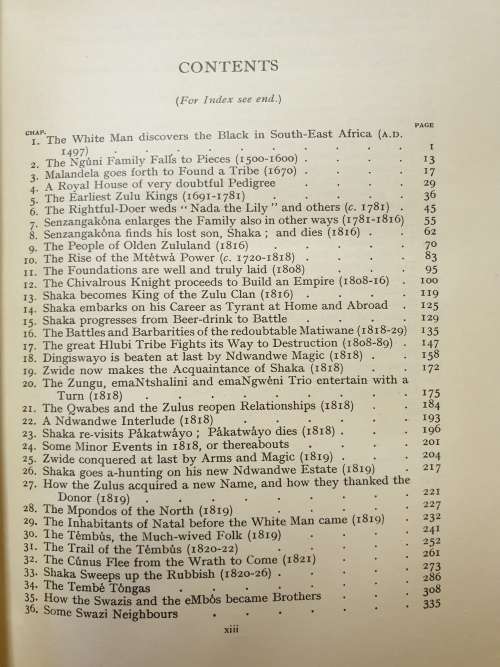 CONTENTS
(For Index see end.)
CHAP. PAGE
1. The White Man discovers the Black in South-East Africa (A.D.
1497) . . . . . . . . 1
2. The Ngûni Family Falls to Pieces (1500-1600) . . . . 13
3. Malandela goes forth to Found a Tribe (1670) . . . . 17
4. A Royal House of very doubtful Pedigree . . . . 29
5. The Earliest Zulu Kings (1691-1781) . . . . 36
6. The Rightful-Doer weds "Nada the Lily" and others (c. 1781) . 45
7. Senzangakôna enlarges the Family also in other ways (1781-1816) 55
8. Senzangakôna finds his lost son, Shaka; and dies (1816) . . 62
9. The People of Olden Zululand (1816) . . . . 70
10. The Rise of the Mtêtwà Power (c. 1720-1818) . . . 83
11. The Foundations are well and truly laid (1808) . . . 95
12. The Chivalrous Knight proceeds to Build an Empire (1808-16) . 100
13. Shaka becomes King of the Zulu Clan (1816) . . . 119
14. Shaka embarks on his Career as Tyrant at Home and Abroad . 125
15. Shaka progresses from Beer-drink to Battle . . . 129
16. The Battles and Barbarities of the redoubtable Matiwane (1818-29) 135
17. The great Hlubi Tribe Fights its Way to Destruction (1808-89) . 147
18. Dingiswayo is beaten at last by Ndwandwe Magic (1818) . . 158
19. Zwide now makes the Acquaintance of Shaka (1818) . . 172
20. The Zungu, emaNtshalini and emaNgwêni Trio entertain with a
Turn (1818) . . . . . . . 175
21. The Qwabes and the Zulus reopen Relationships (1818) . . 184
22. A Ndwandwe Interlude (1818) . . . . 193
23. Shaka re-visits Påkatwâyo; Påkatwâyo dies (1818) . . . 196
24. Some Minor Events in 1818, or thereabouts . . . 201
25. Zwide conquered at last by Arms and Magic (1819) . . . 204
26. Shaka goes a-hunting on his new Ndwandwe Estate (1819) . 217
27. How the Zulus acquired a new Name, and how they thanked the
Donor (1819) . . . . . . . 221
28. The Mpondos of the North (1819) . . . . 227
29. The Inhabitants of Natal before the White Man came (1819) . 232
30. The Têmbûs, the Much-wived Folk (1819) . . . 241
31. The Trail of the Têmbûs (1820-22) . . . . 252
32. The Cûnus Flee from the Wrath to Come (1821) . . . 261
33. Shaka Sweeps up the Rubbish (1820-26) . . . . 273
34. The Tembê Tôngas . . . . . . 286
35. How the Swazis and the eMbôs became Brothers . . . 308
36. Some Swazi Neighbours . . . . . 335
xiii